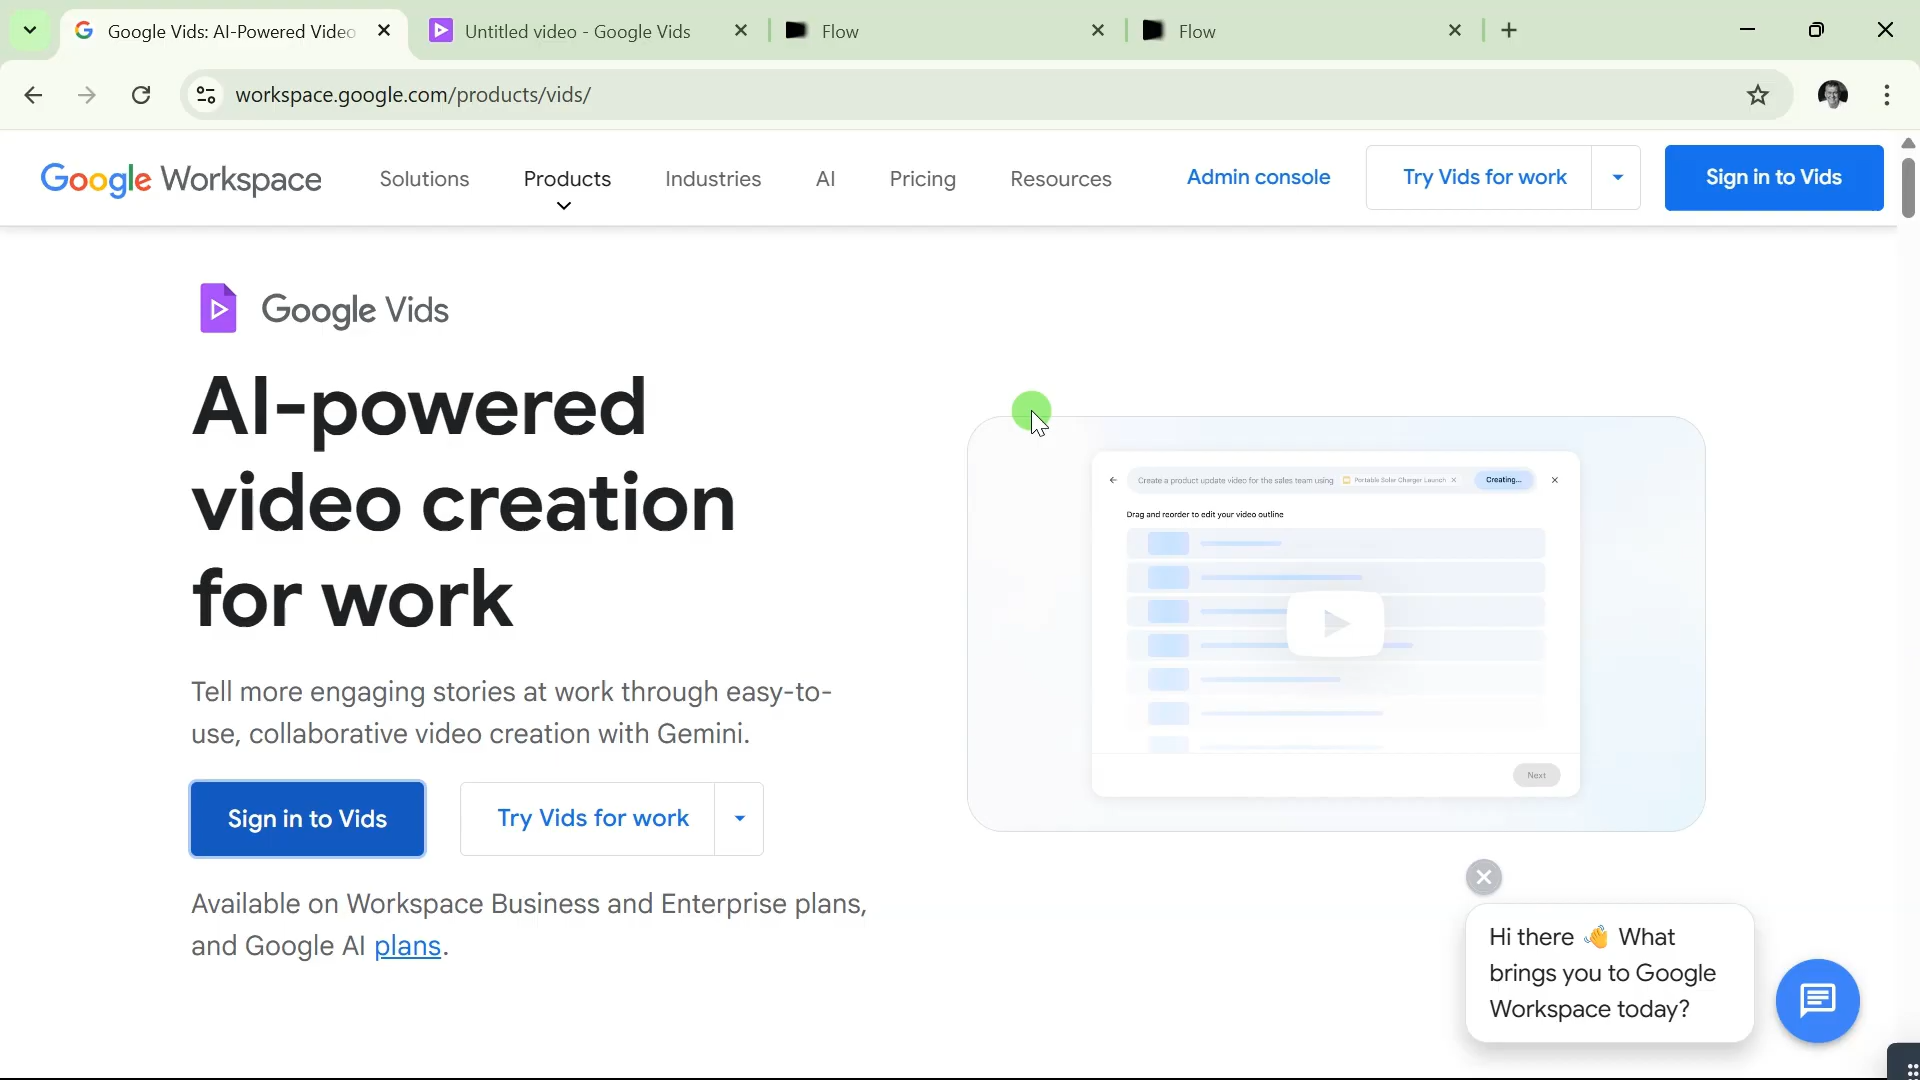 Google Vids: AI-Powered Video
Untitled video - Google Vids
Flow
Flow
workspace.google.com/products/vids/
Google Workspace
Solutions
Products
Industries
AI
Pricing
Resources
Admin console
Try Vids for work
Sign in to Vids
Google Vids
AI-powered
video creation
for work
Tell more engaging stories at work through easy-to-
use, collaborative video creation with Gemini.
Sign in to Vids
Try Vids for work
Available on Workspace Business and Enterprise plans,
and Google AI plans.
Create a product update video for the sales team using
Portable Solar Charger Launch
Creating...
Drag and reorder to edit your video outline
Next
Hi there 👋 What
brings you to Google
Workspace today?